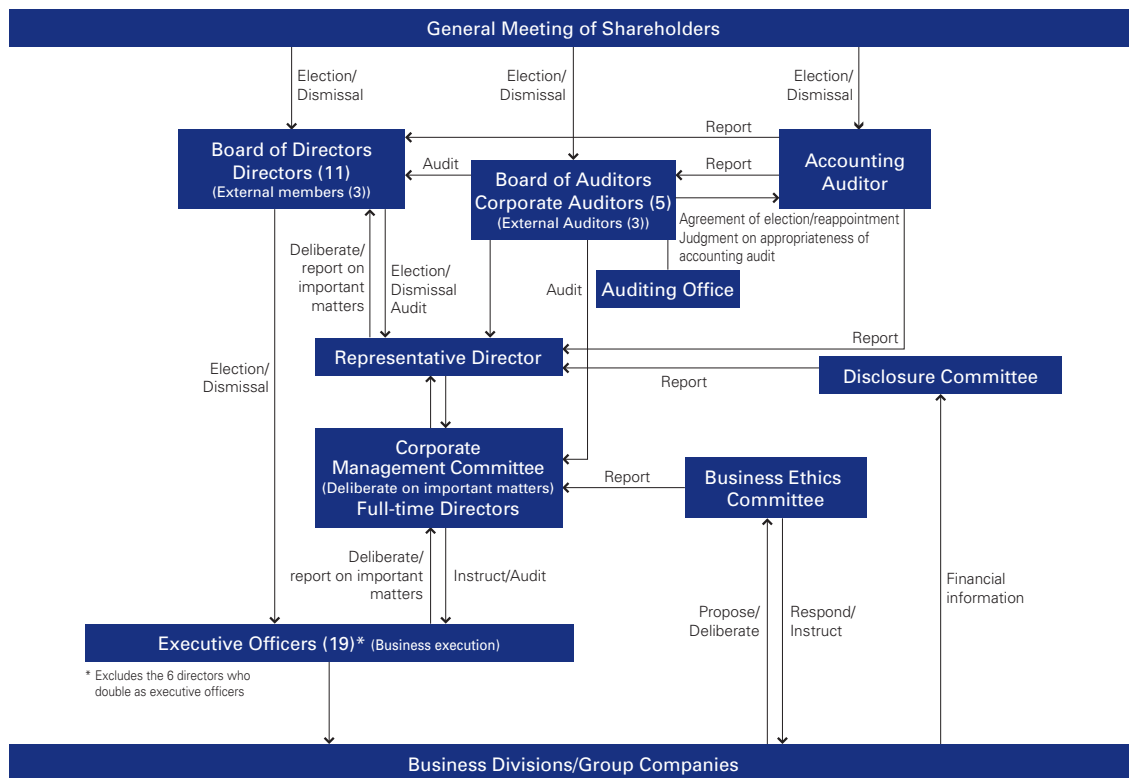 General Meeting of Shareholders
Election/
Dismissal
Election/
Dismissal
Election/
Dismissal
Board of Directors
Directors (11)
(External members (3))
Report
Accounting
Auditor
Audit
Report
Board of Auditors
Corporate Auditors (5)
(External Auditors (3))
Agreement of election/reappointment
Judgment on appropriateness of
accounting audit
Deliberate/
report on
important
matters
Election/
Dismissal
Audit
Audit
Auditing Office
Report
Representative Director
Election/
Dismissal
Report
Disclosure Committee
Corporate
Management Committee
(Deliberate on important matters)
Full-time Directors
Report
Business Ethics
Committee
Deliberate/
report on important
matters
Instruct/Audit
Financial
information
Propose/
Deliberate
Respond/
Instruct
Executive Officers (19)* (Business execution)
* Excludes the 6 directors who
double as executive officers
Business Divisions/Group Companies